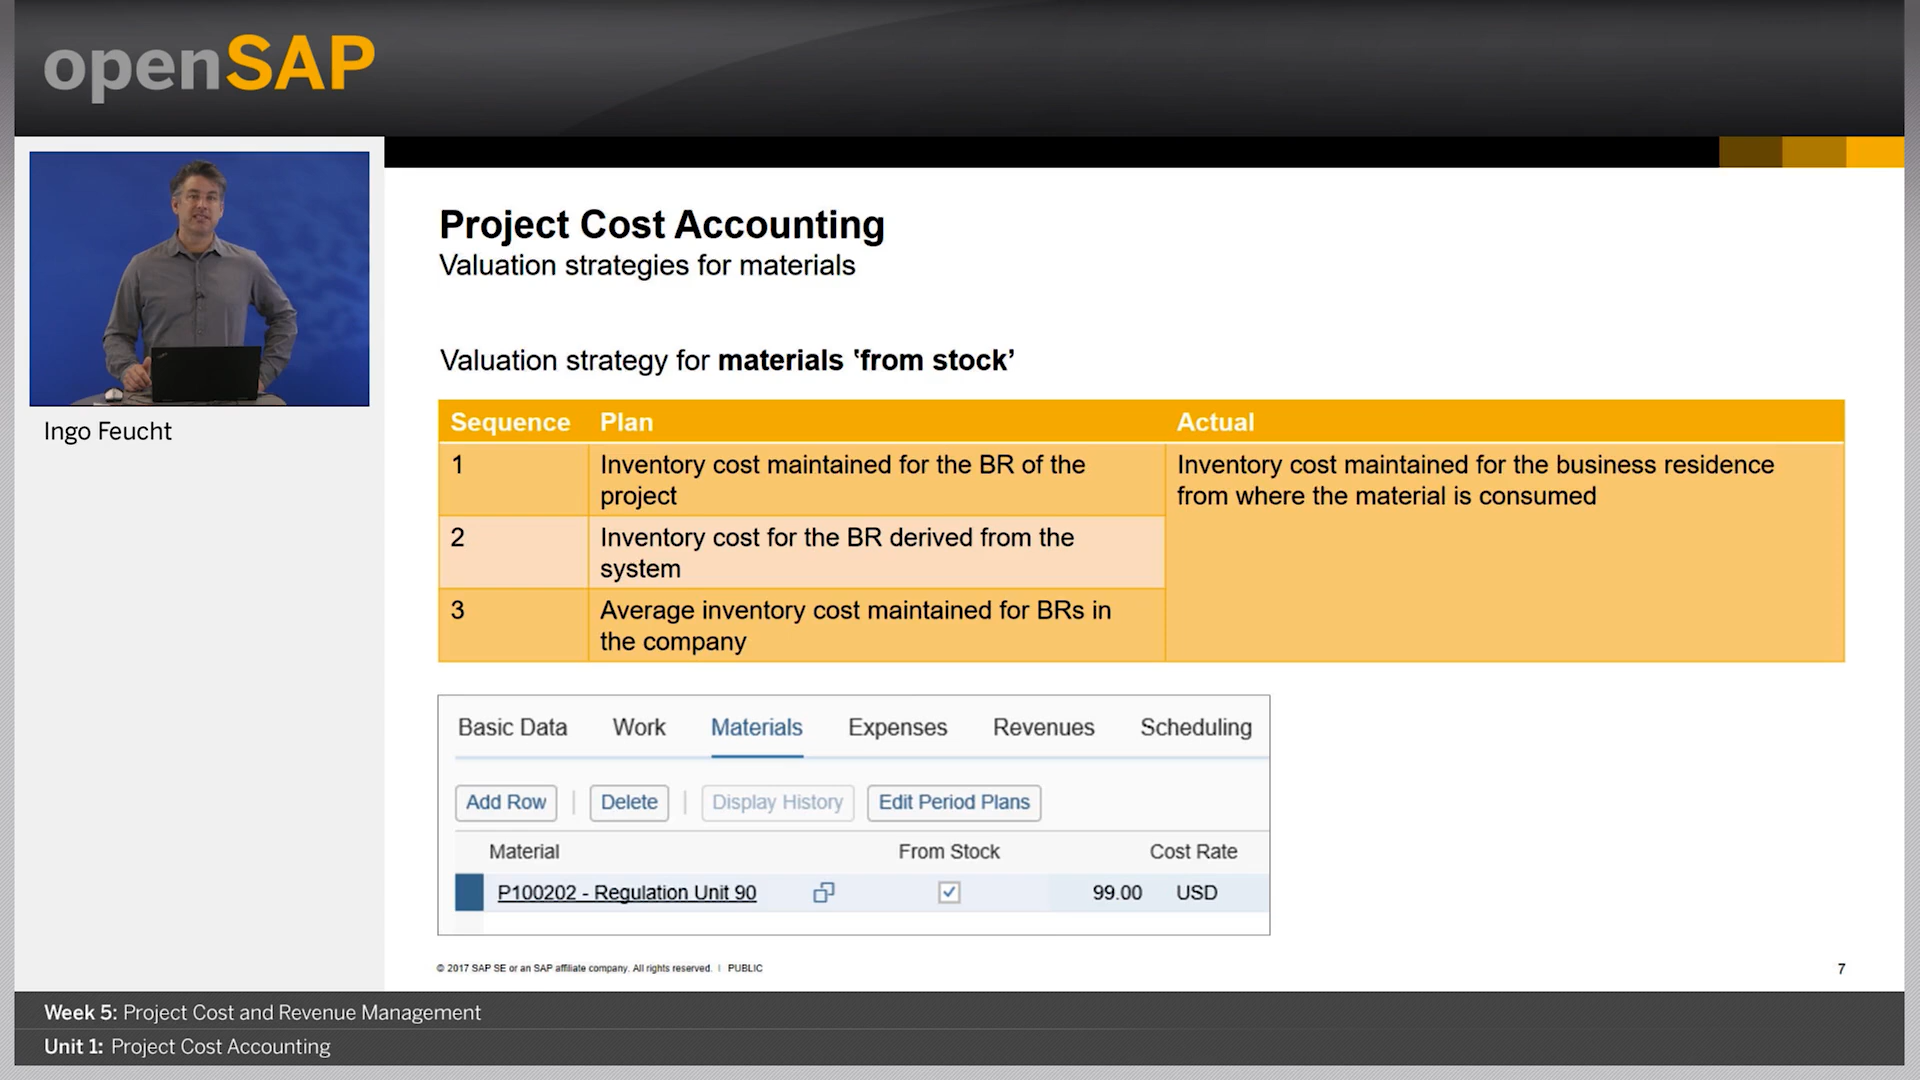 openSAP
Ingo Feucht
Project Cost Accounting
Valuation strategies for materials
Valuation strategy for materials ‛from stock’
Sequence Plan Actual
1 Inventory cost maintained for the BR of the
project
Inventory cost maintained for the business residence
from where the material is consumed
2 Inventory cost for the BR derived from the
system
3 Average inventory cost maintained for BRs in
the company
Basic Data Work Materials Expenses Revenues Scheduling
Add Row | Delete | Display History Edit Period Plans
Material From Stock Cost Rate
P100202 - Regulation Unit 90 99.00 USD
© 2017 SAP SE or an SAP affiliate company. All rights reserved. | PUBLIC 7
Week 5: Project Cost and Revenue Management
Unit 1: Project Cost Accounting